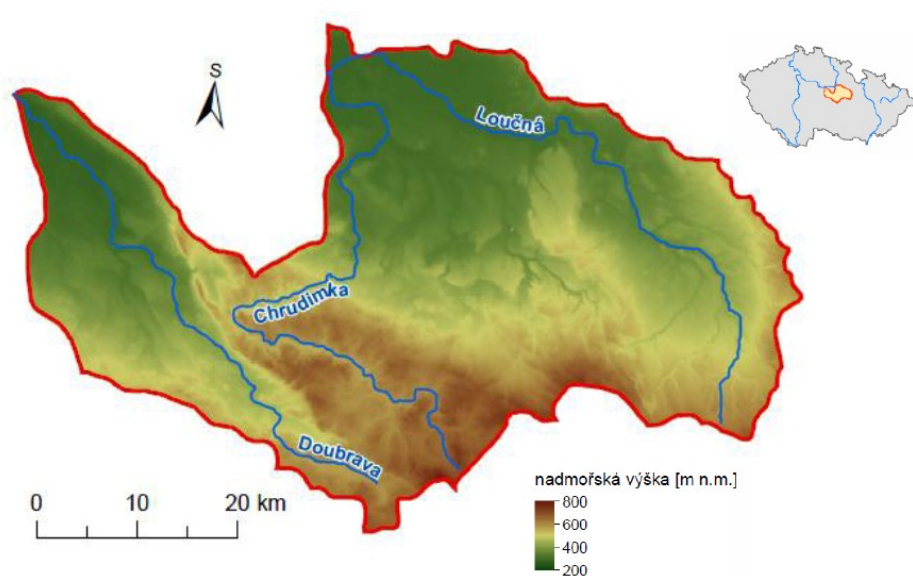 S
Loučná
Chrudimka
Doubrava
0 10 20 km
nadmořská výška [m n.m.]
800
600
400
200